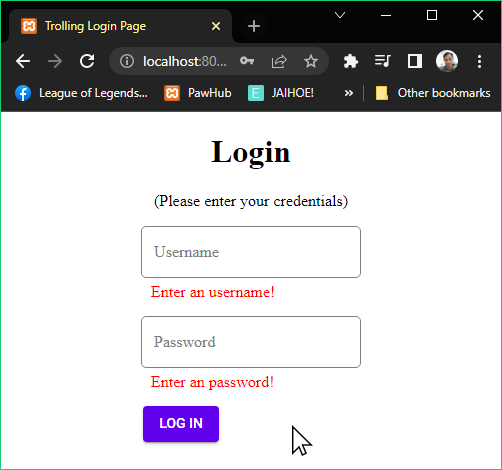 Trolling Login Page
localhost:80...
League of Legends...
PawHub
JAIHOE!
Other bookmarks
Login
(Please enter your credentials)
Username
Enter an username!
Password
Enter an password!
LOG IN